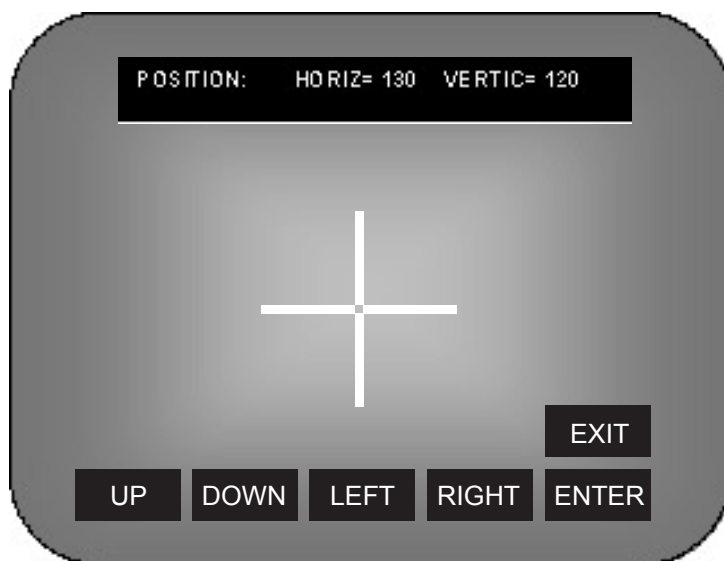 POSITION: HORIZ= 130 VERTIC= 120
EXIT
UP DOWN LEFT RIGHT ENTER